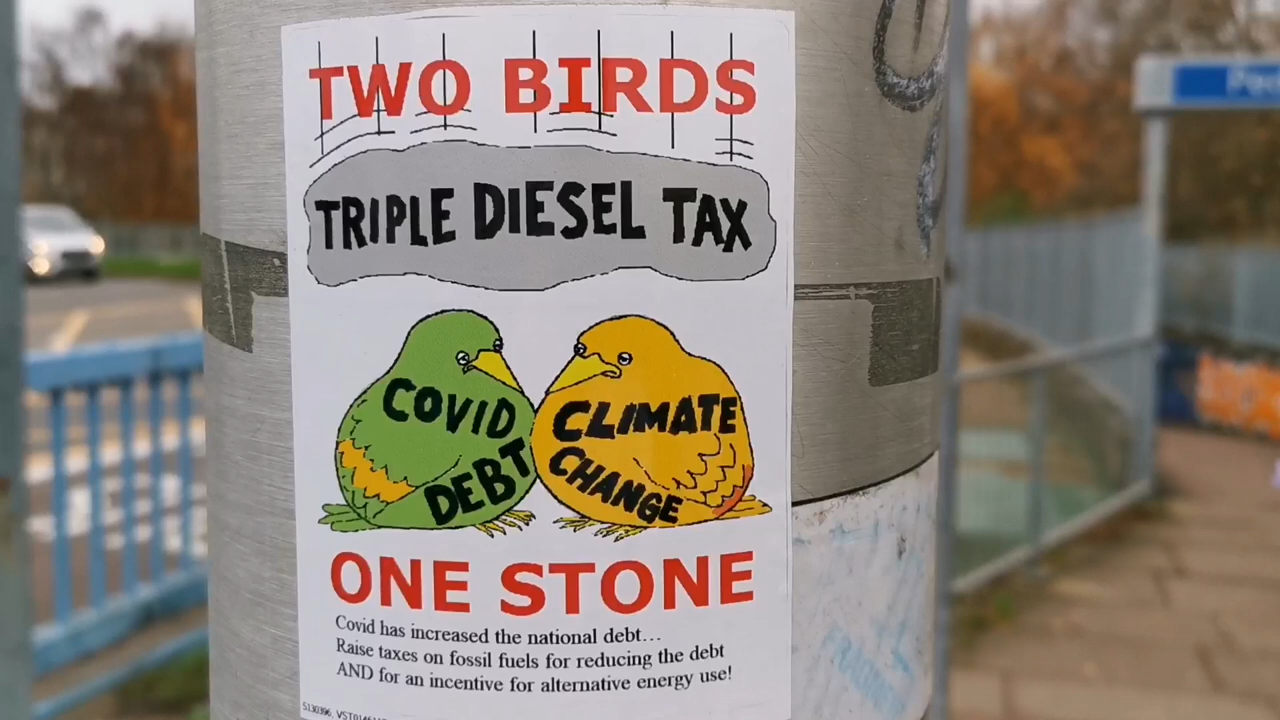 TWO BIRDS
TRIPLE DIESEL TAX
COVID
DEBT
CLIMATE
CHANGE
ONE STONE
Covid has increased the national debt...
Raise taxes on fossil fuels for reducing the debt
AND for an incentive for alternative energy use!